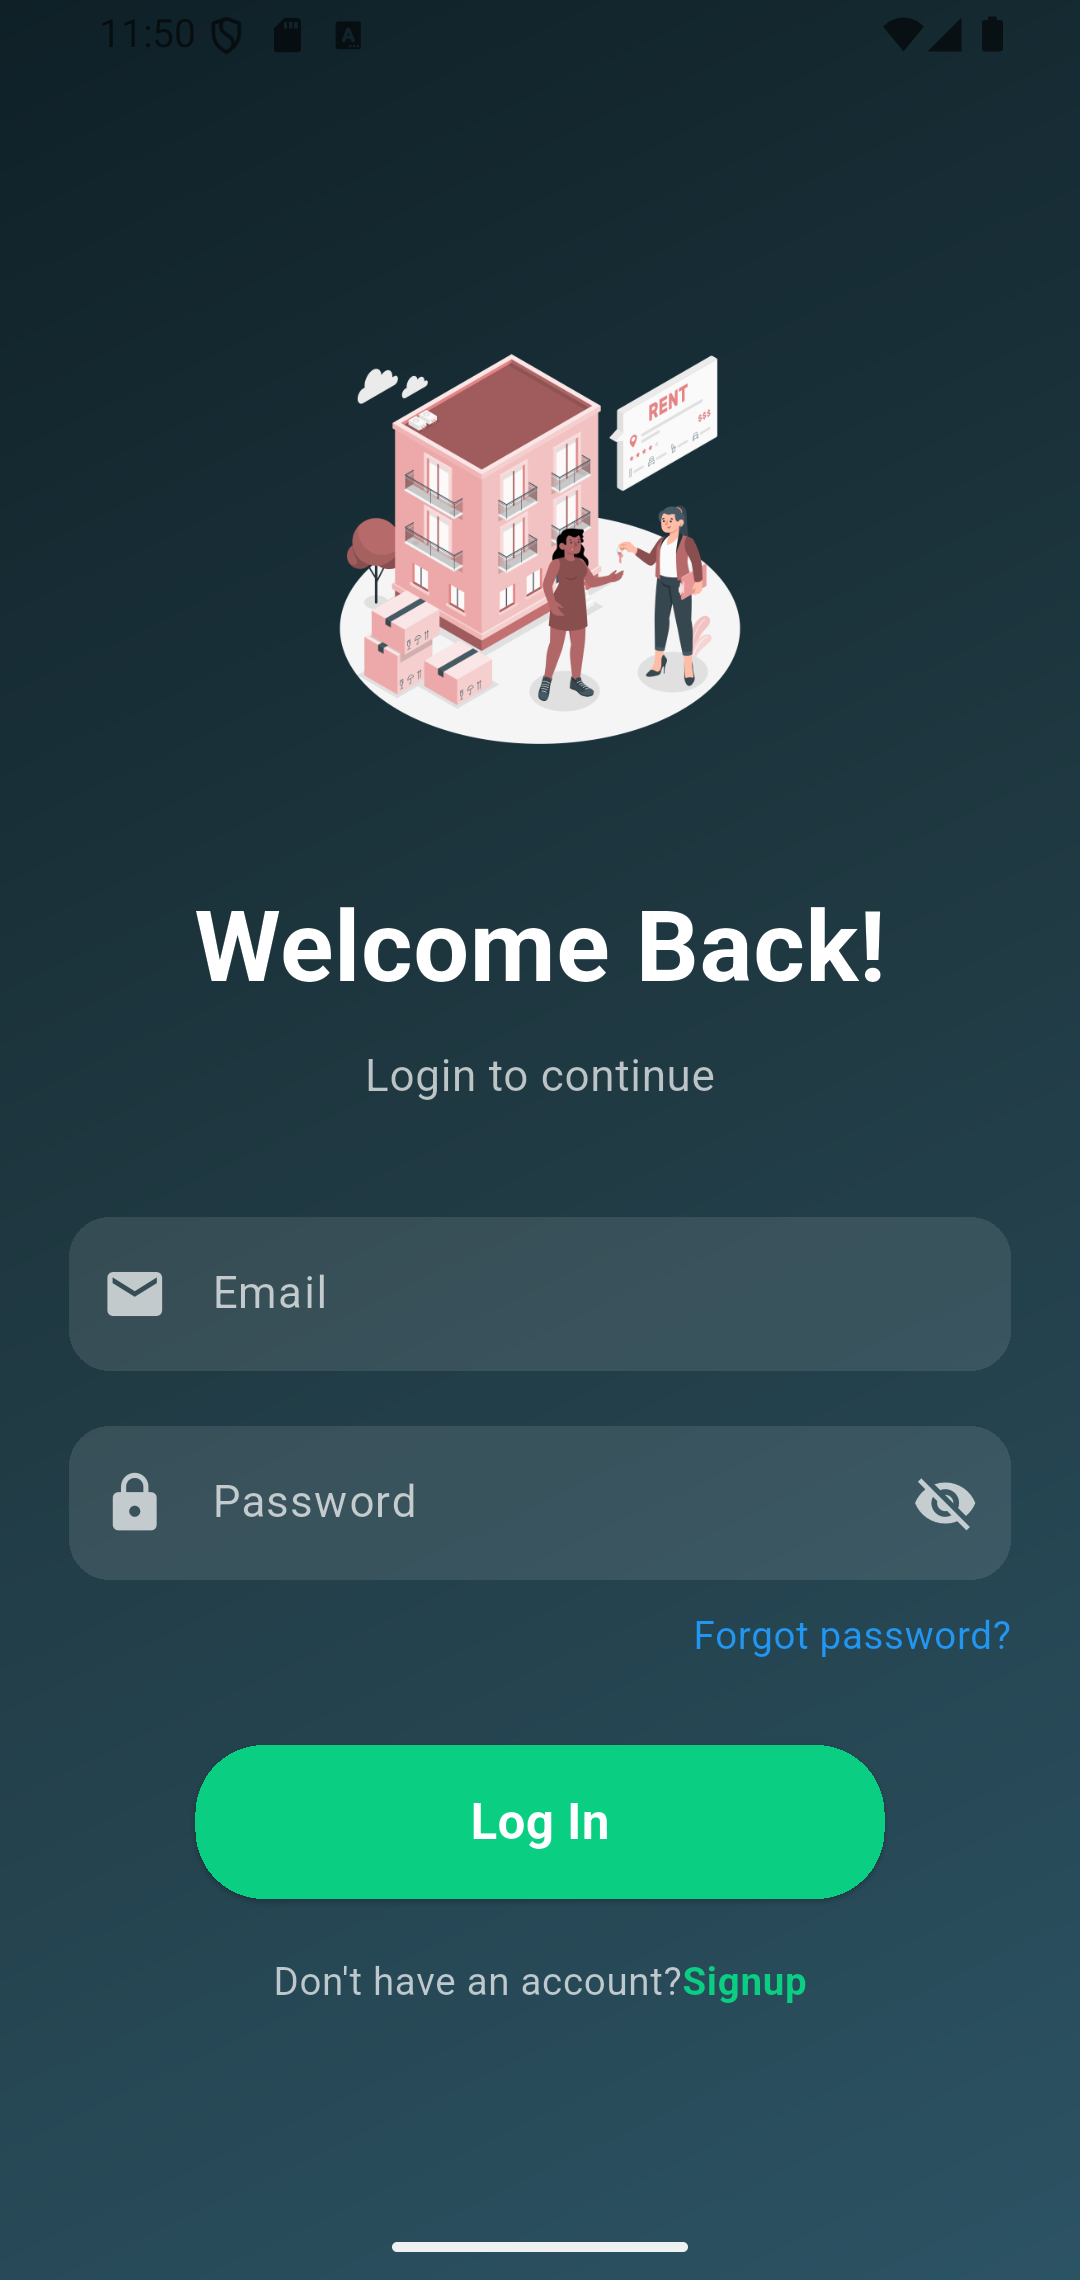 11:50
RENT
$$$
Welcome Back!
Login to continue
Email
Password
Forgot password?
Log In
Don't have an account?Signup